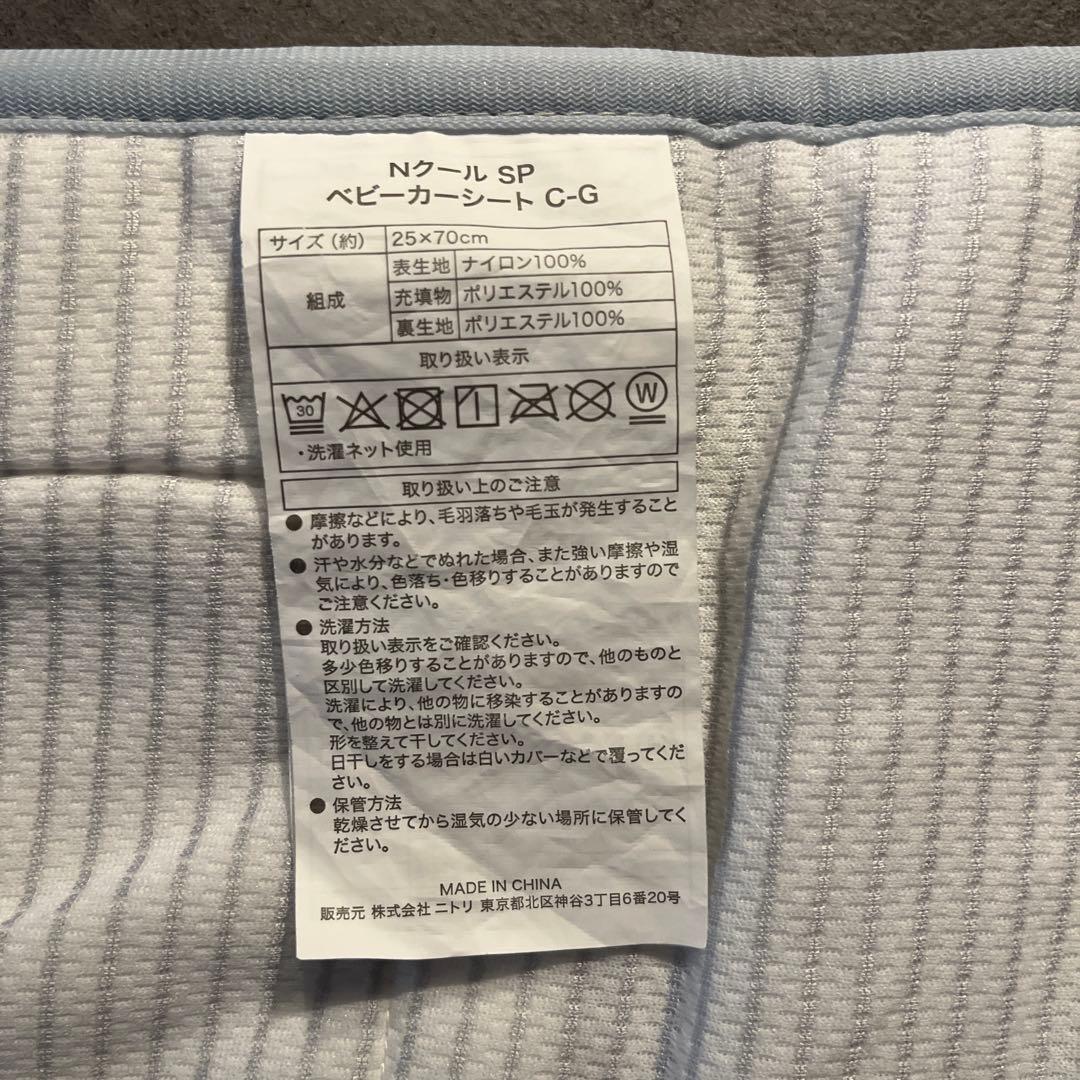 Nクール SP
ベビーカーシート C-G
サイズ（約） 25×70cm
組成
表生地 ナイロン100%
充填物 ポリエステル100%
裏生地 ポリエステル100%
取り扱い表示
30 W
・洗濯ネット使用
取り扱い上のご注意
● 摩擦などにより、毛羽落ちや毛玉が発生すること
があります。
● 汗や水分などでぬれた場合、また強い摩擦や湿
気により、色落ち・色移りすることがありますので
ご注意ください。
● 洗濯方法
取り扱い表示をご確認ください。
多少色移りすることがありますので、他のものと
区別して洗濯してください。
洗濯により、他の物に移染することがありますの
で、他の物とは別に洗濯してください。
形を整えて干してください。
日干しをする場合は白いカバーなどで覆ってくだ
さい。
● 保管方法
乾燥させてから湿気の少ない場所に保管してく
ださい。
MADE IN CHINA
販売元 株式会社 ニトリ 東京都北区神谷3丁目6番20号